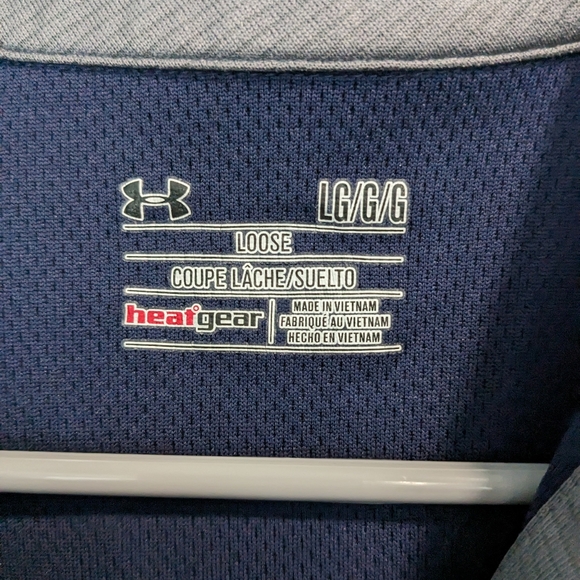 LG/G/G
LOOSE
COUPE LÂCHE/SUELTO
heatgear
MADE IN VIETNAM
FABRIQUÉ AU VIETNAM
HECHO EN VIETNAM